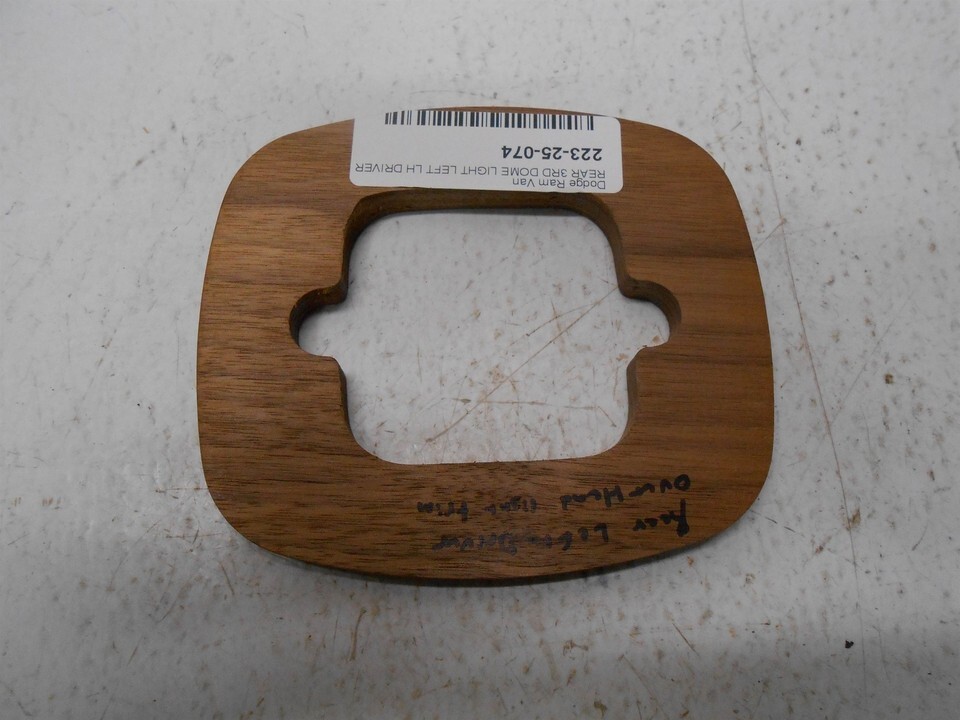 Dodge Ram Van
REAR 3RD DOME LIGHT LEFT LH DRIVER
223-25-074
Rear Left Driver
Over Head light trim